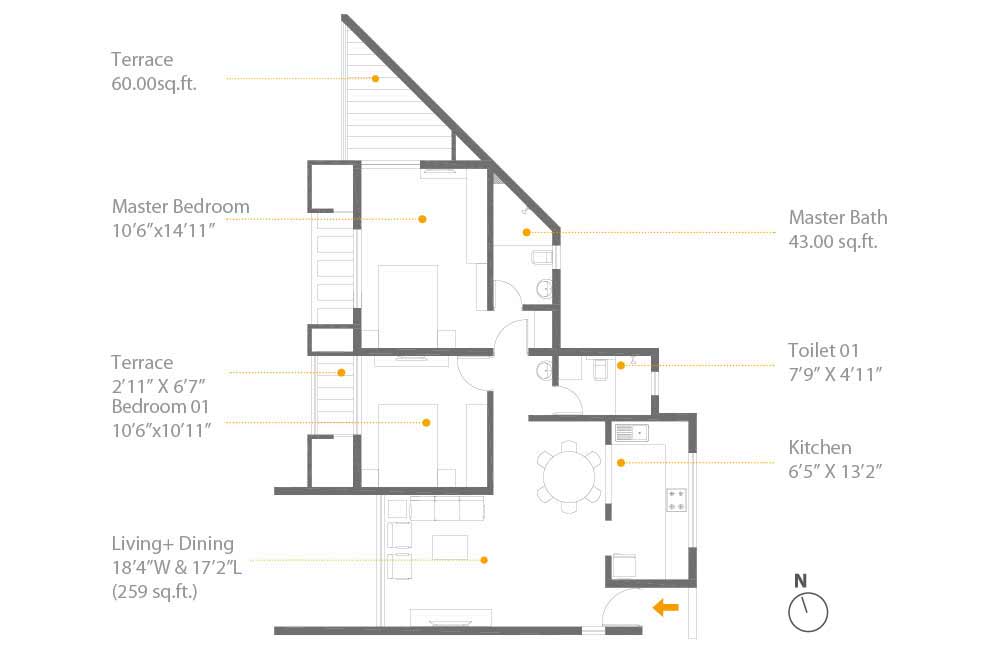 Terrace
60.00sq.ft.
Master Bedroom
10’6”x14’11”
Terrace
2’11” X 6’7”
Bedroom 01
10’6”x10’11”
Living+ Dining
18’4”W & 17’2”L
(259 sq.ft.)
Master Bath
43.00 sq.ft.
Toilet 01
7’9” X 4’11”
Kitchen
6’5” X 13’2”
N